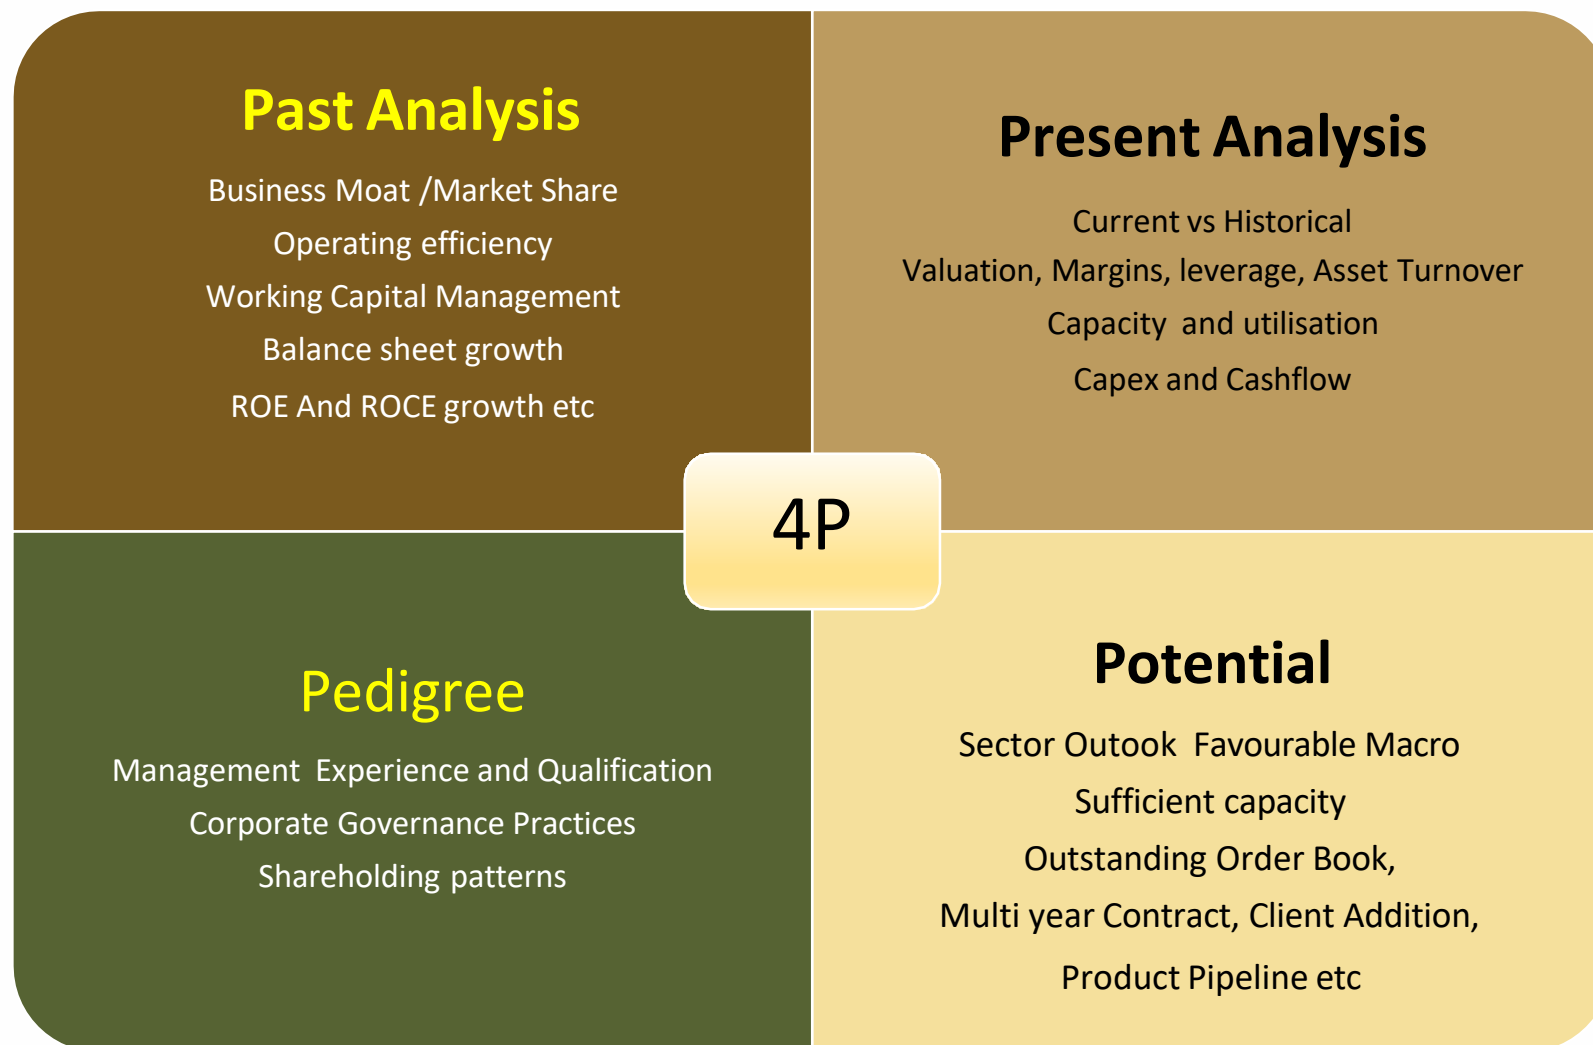 Past Analysis
Business Moat /Market Share
Operating efficiency
Working Capital Management
Balance sheet growth
ROE And ROCE growth etc
Present Analysis
Current vs Historical
Valuation, Margins, leverage, Asset Turnover
Capacity and utilisation
Capex and Cashflow
4P
Pedigree
Management Experience and Qualification
Corporate Governance Practices
Shareholding patterns
Potential
Sector Outook Favourable Macro
Sufficient capacity
Outstanding Order Book,
Multi year Contract, Client Addition,
Product Pipeline etc